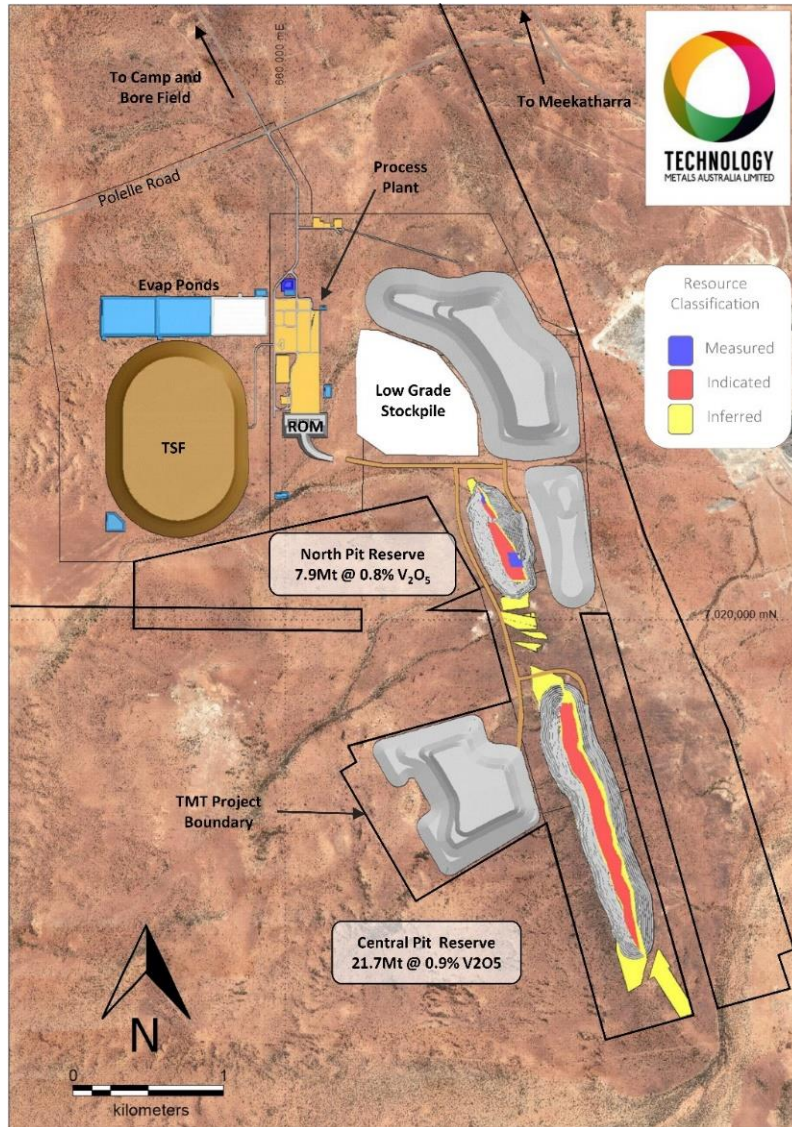 To Camp and
Bore Field
660,000 mE
To Meekatharra
TECHNOLOGY
METALS AUSTRALIA LIMITED
Polelle Road
Process
Plant
Evap Ponds
Resource
Classification
Measured
Indicated
Inferred
Low Grade
Stockpile
ROM
TSF
North Pit Reserve
7.9Mt @ 0.8% V₂O₅
7,020,000 mN
TMT Project
Boundary
Central Pit Reserve
21.7Mt @ 0.9% V2O5
N
0 1
kilometers